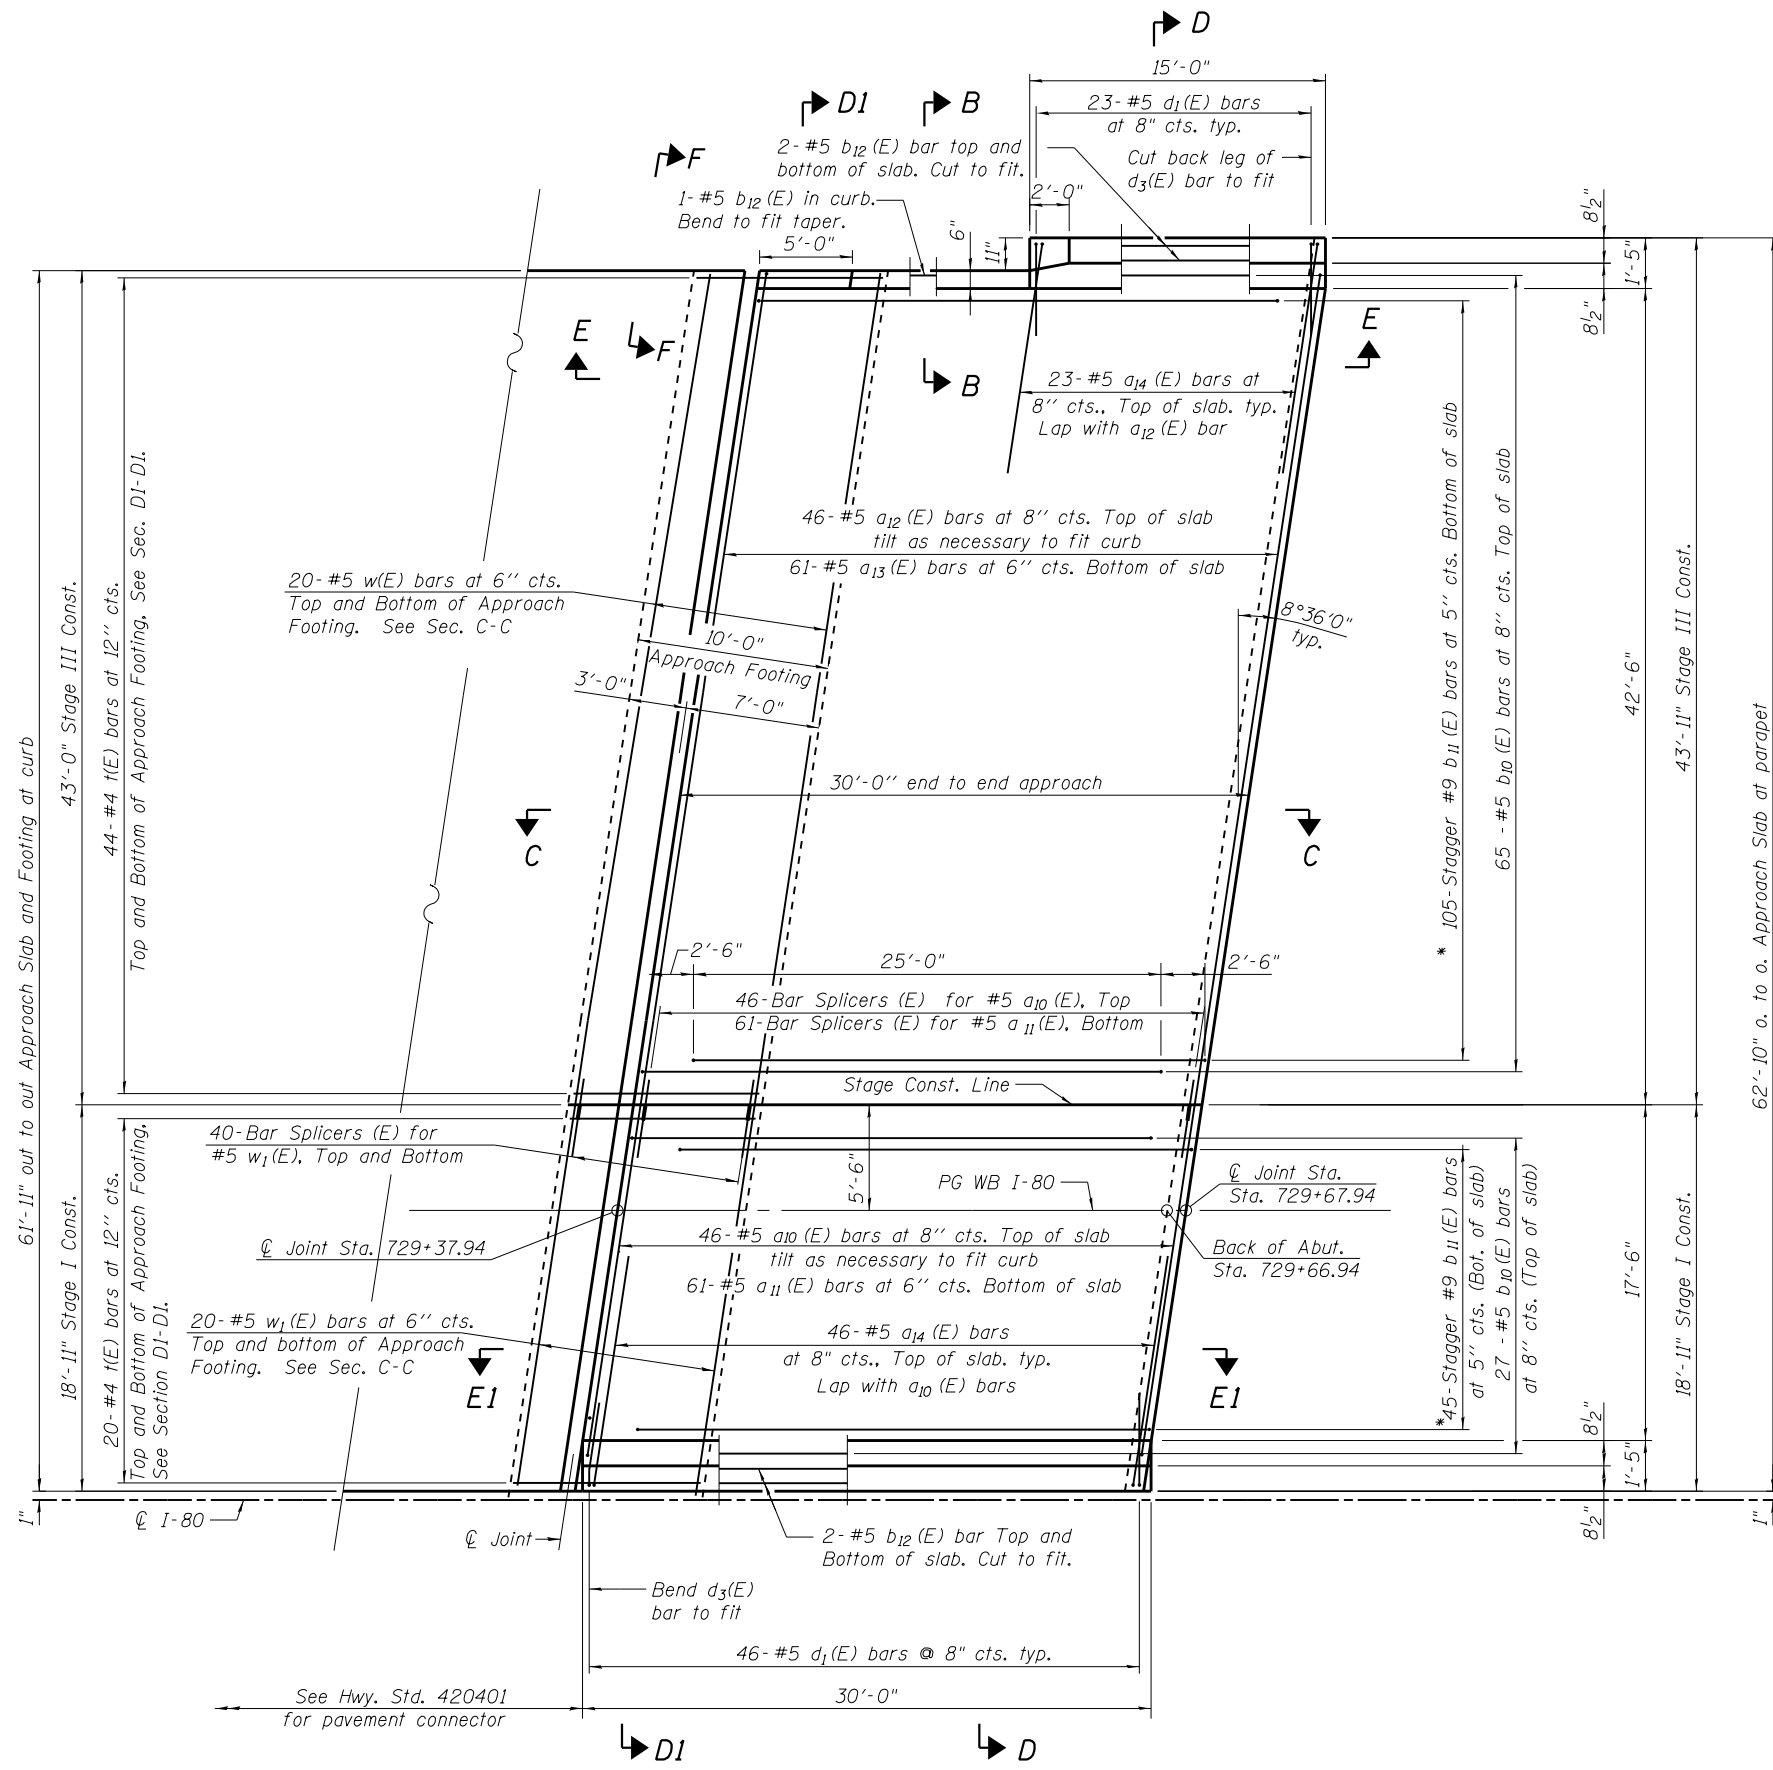 D
15'-0"
D1
B
23-#5 d1(E) bars
at 8" cts. typ.
2-#5 b12(E) bar top and
bottom of slab. Cut to fit.
Cut back leg of
d3(E) bar to fit
F
1-#5 b12(E) in curb.
Bend to fit taper.
2'-0"
5'-0"
6"
11"
8½"
1'-5"
8½"
E
F
B
E
23-#5 a14(E) bars at
8'' cts., Top of slab. typ.
Lap with a12(E) bar
46-#5 a12(E) bars at 8'' cts. Top of slab
tilt as necessary to fit curb
61-#5 a13(E) bars at 6'' cts. Bottom of slab
20-#5 w(E) bars at 6'' cts.
Top and Bottom of Approach
Footing. See Sec. C-C
8°36'0"
typ.
10'-0"
Approach Footing
3'-0"
7'-0"
30'-0'' end to end approach
C
C
61'-11" out to out Approach Slab and Footing at curb
43'-0" Stage III Const.
44-#4 t(E) bars at 12'' cts.
Top and Bottom of Approach Footing, See Sec. D1-D1.
* 105-Stagger #9 b11(E) bars at 5'' cts. Bottom of slab
65 -#5 b10(E) bars at 8'' cts. Top of slab
42'-6"
43'-11" Stage III Const.
62'-10" o. to o. Approach Slab at parapet
2'-6"
25'-0"
2'-6"
46-Bar Splicers (E) for #5 a10(E), Top
61-Bar Splicers (E) for #5 a11(E), Bottom
Stage Const. Line
40-Bar Splicers (E) for
#5 w1(E), Top and Bottom
5'-6"
PG WB I-80
℄ Joint Sta.
Sta. 729+67.94
℄ Joint Sta. 729+37.94
46-#5 a10(E) bars at 8'' cts. Top of slab
tilt as necessary to fit curb
61-#5 a11(E) bars at 6'' cts. Bottom of slab
Back of Abut.
Sta. 729+66.94
20-#5 w1(E) bars at 6'' cts.
Top and bottom of Approach
Footing. See Sec. C-C
46-#5 a14(E) bars
at 8" cts., Top of slab. typ.
Lap with a10(E) bars
E1
E1
18'-11" Stage I Const.
20-#4 t(E) bars at 12'' cts.
Top and Bottom of Approach Footing,
See Section D1-D1.
*45-Stagger #9 b11(E) bars
at 5'' cts. (Bot. of slab)
27 -#5 b10(E) bars
at 8'' cts. (Top of slab)
17'-6"
18'-11" Stage I Const.
8½"
1'-5"
8½"
1"
1"
℄ I-80
℄ Joint
2-#5 b12(E) bar Top and
Bottom of slab. Cut to fit.
Bend d3(E)
bar to fit
46-#5 d1(E) bars @ 8" cts. typ.
See Hwy. Std. 420401
for pavement connector
30'-0"
D1
D